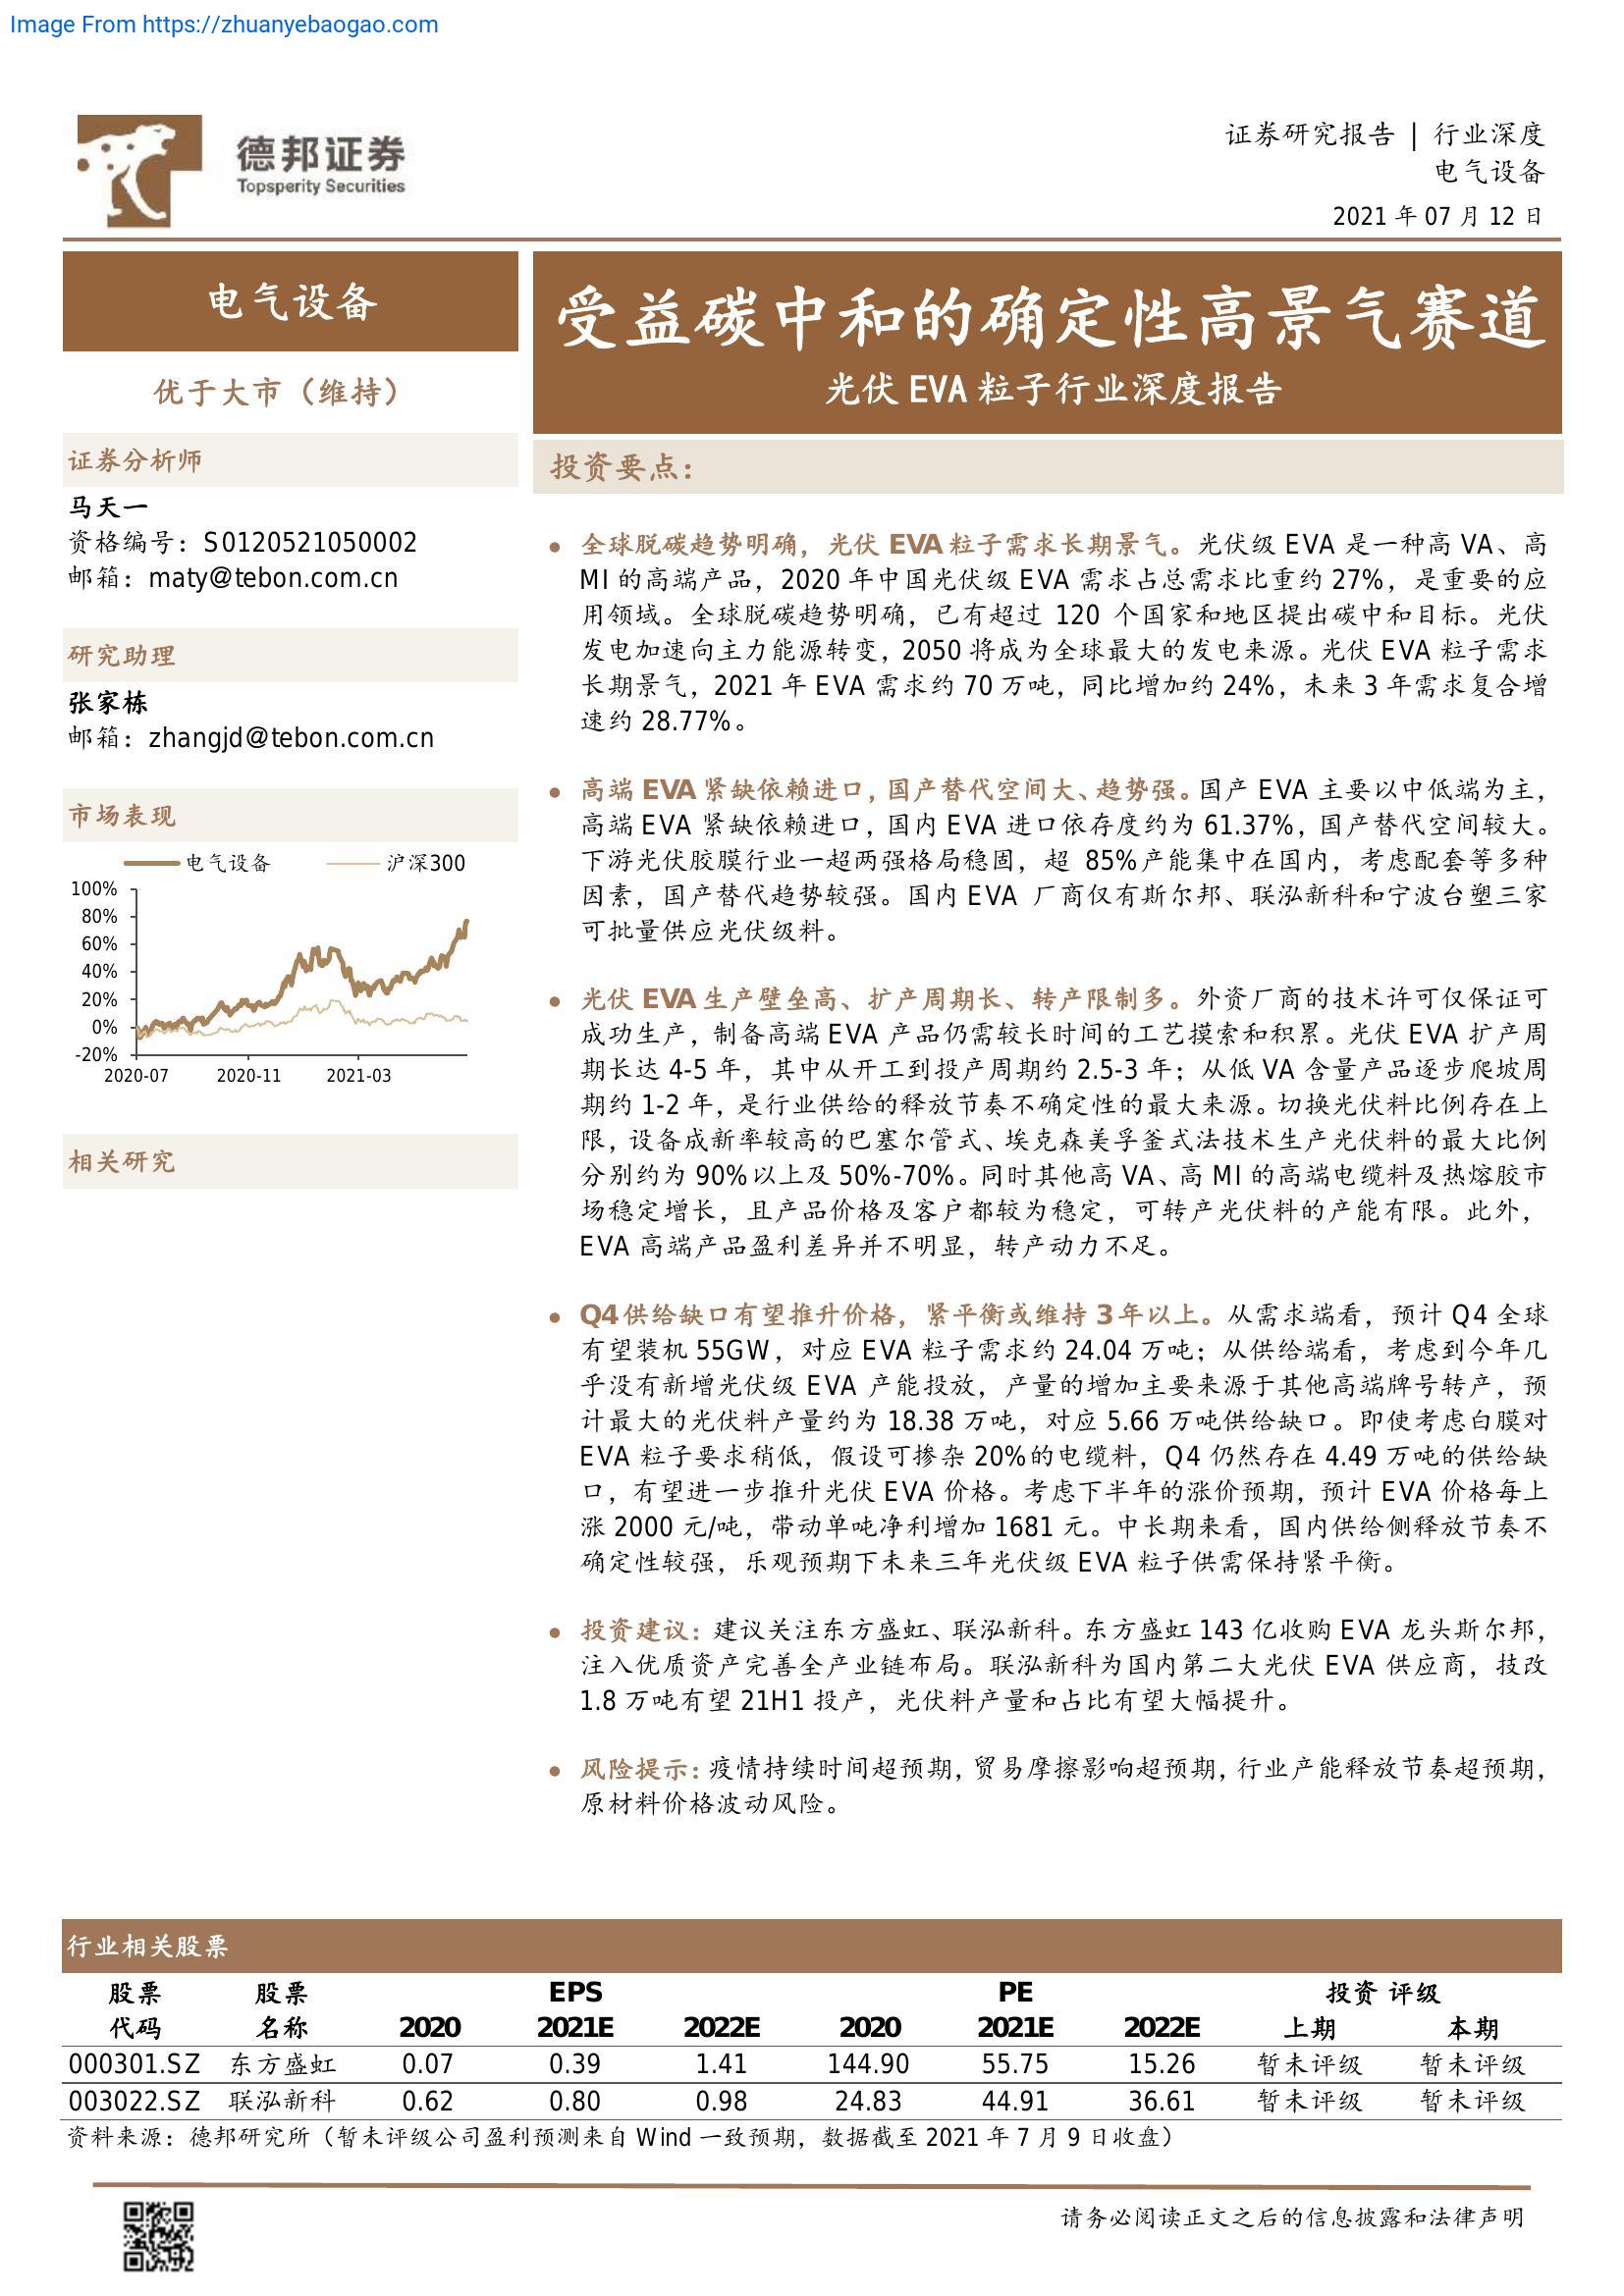 Image From https://zhuanyebaogao.com
德邦证券
Topsperity Securities
证券研究报告 | 行业深度
电气设备
2021 年 07 月 12 日
电气设备
优于大市（维持）
证券分析师
马天一
资格编号：S0120521050002
邮箱：maty@tebon.com.cn
研究助理
张家栋
邮箱：zhangjd@tebon.com.cn
市场表现
电气设备 沪深300
100%
80%
60%
40%
20%
0%
-20%
2020-07 2020-11 2021-03
相关研究
受益碳中和的确定性高景气赛道
光伏 EVA 粒子行业深度报告
投资要点：
● 全球脱碳趋势明确，光伏 EVA 粒子需求长期景气。光伏级 EVA 是一种高 VA、高
MI 的高端产品，2020 年中国光伏级 EVA 需求占总需求比重约 27%，是重要的应
用领域。全球脱碳趋势明确，已有超过 120 个国家和地区提出碳中和目标。光伏
发电加速向主力能源转变，2050 将成为全球最大的发电来源。光伏 EVA 粒子需求
长期景气，2021 年 EVA 需求约 70 万吨，同比增加约 24%，未来 3 年需求复合增
速约 28.77%。
● 高端 EVA 紧缺依赖进口，国产替代空间大、趋势强。国产 EVA 主要以中低端为主，
高端 EVA 紧缺依赖进口，国内 EVA 进口依存度约为 61.37%，国产替代空间较大。
下游光伏胶膜行业一超两强格局稳固，超 85%产能集中在国内，考虑配套等多种
因素，国产替代趋势较强。国内 EVA 厂商仅有斯尔邦、联泓新科和宁波台塑三家
可批量供应光伏级料。
● 光伏 EVA 生产壁垒高、扩产周期长、转产限制多。外资厂商的技术许可仅保证可
成功生产，制备高端 EVA 产品仍需较长时间的工艺摸索和积累。光伏 EVA 扩产周
期长达 4-5 年，其中从开工到投产周期约 2.5-3 年；从低 VA 含量产品逐步爬坡周
期约 1-2 年，是行业供给的释放节奏不确定性的最大来源。切换光伏料比例存在上
限，设备成新率较高的巴塞尔管式、埃克森美孚釜式法技术生产光伏料的最大比例
分别约为 90%以上及 50%-70%。同时其他高 VA、高 MI 的高端电缆料及热熔胶市
场稳定增长，且产品价格及客户都较为稳定，可转产光伏料的产能有限。此外，
EVA 高端产品盈利差异并不明显，转产动力不足。
● Q4 供给缺口有望推升价格，紧平衡或维持 3 年以上。从需求端看，预计 Q4 全球
有望装机 55GW，对应 EVA 粒子需求约 24.04 万吨；从供给端看，考虑到今年几
乎没有新增光伏级 EVA 产能投放，产量的增加主要来源于其他高端牌号转产，预
计最大的光伏料产量约为 18.38 万吨，对应 5.66 万吨供给缺口。即使考虑白膜对
EVA 粒子要求稍低，假设可掺杂 20%的电缆料，Q4 仍然存在 4.49 万吨的供给缺
口，有望进一步推升光伏 EVA 价格。考虑下半年的涨价预期，预计 EVA 价格每上
涨 2000 元/吨，带动单吨净利增加 1681 元。中长期来看，国内供给侧释放节奏不
确定性较强，乐观预期下未来三年光伏级 EVA 粒子供需保持紧平衡。
● 投资建议：建议关注东方盛虹、联泓新科。东方盛虹 143 亿收购 EVA 龙头斯尔邦，
注入优质资产完善全产业链布局。联泓新科为国内第二大光伏 EVA 供应商，技改
1.8 万吨有望 21H1 投产，光伏料产量和占比有望大幅提升。
● 风险提示：疫情持续时间超预期，贸易摩擦影响超预期，行业产能释放节奏超预期，
原材料价格波动风险。
行业相关股票
股票 股票 EPS PE 投资 评级
代码 名称 2020 2021E 2022E 2020 2021E 2022E 上期 本期
000301.SZ 东方盛虹 0.07 0.39 1.41 144.90 55.75 15.26 暂未评级 暂未评级
003022.SZ 联泓新科 0.62 0.80 0.98 24.83 44.91 36.61 暂未评级 暂未评级
资料来源：德邦研究所（暂未评级公司盈利预测来自 Wind 一致预期，数据截至 2021 年 7 月 9 日收盘）
请务必阅读正文之后的信息披露和法律声明